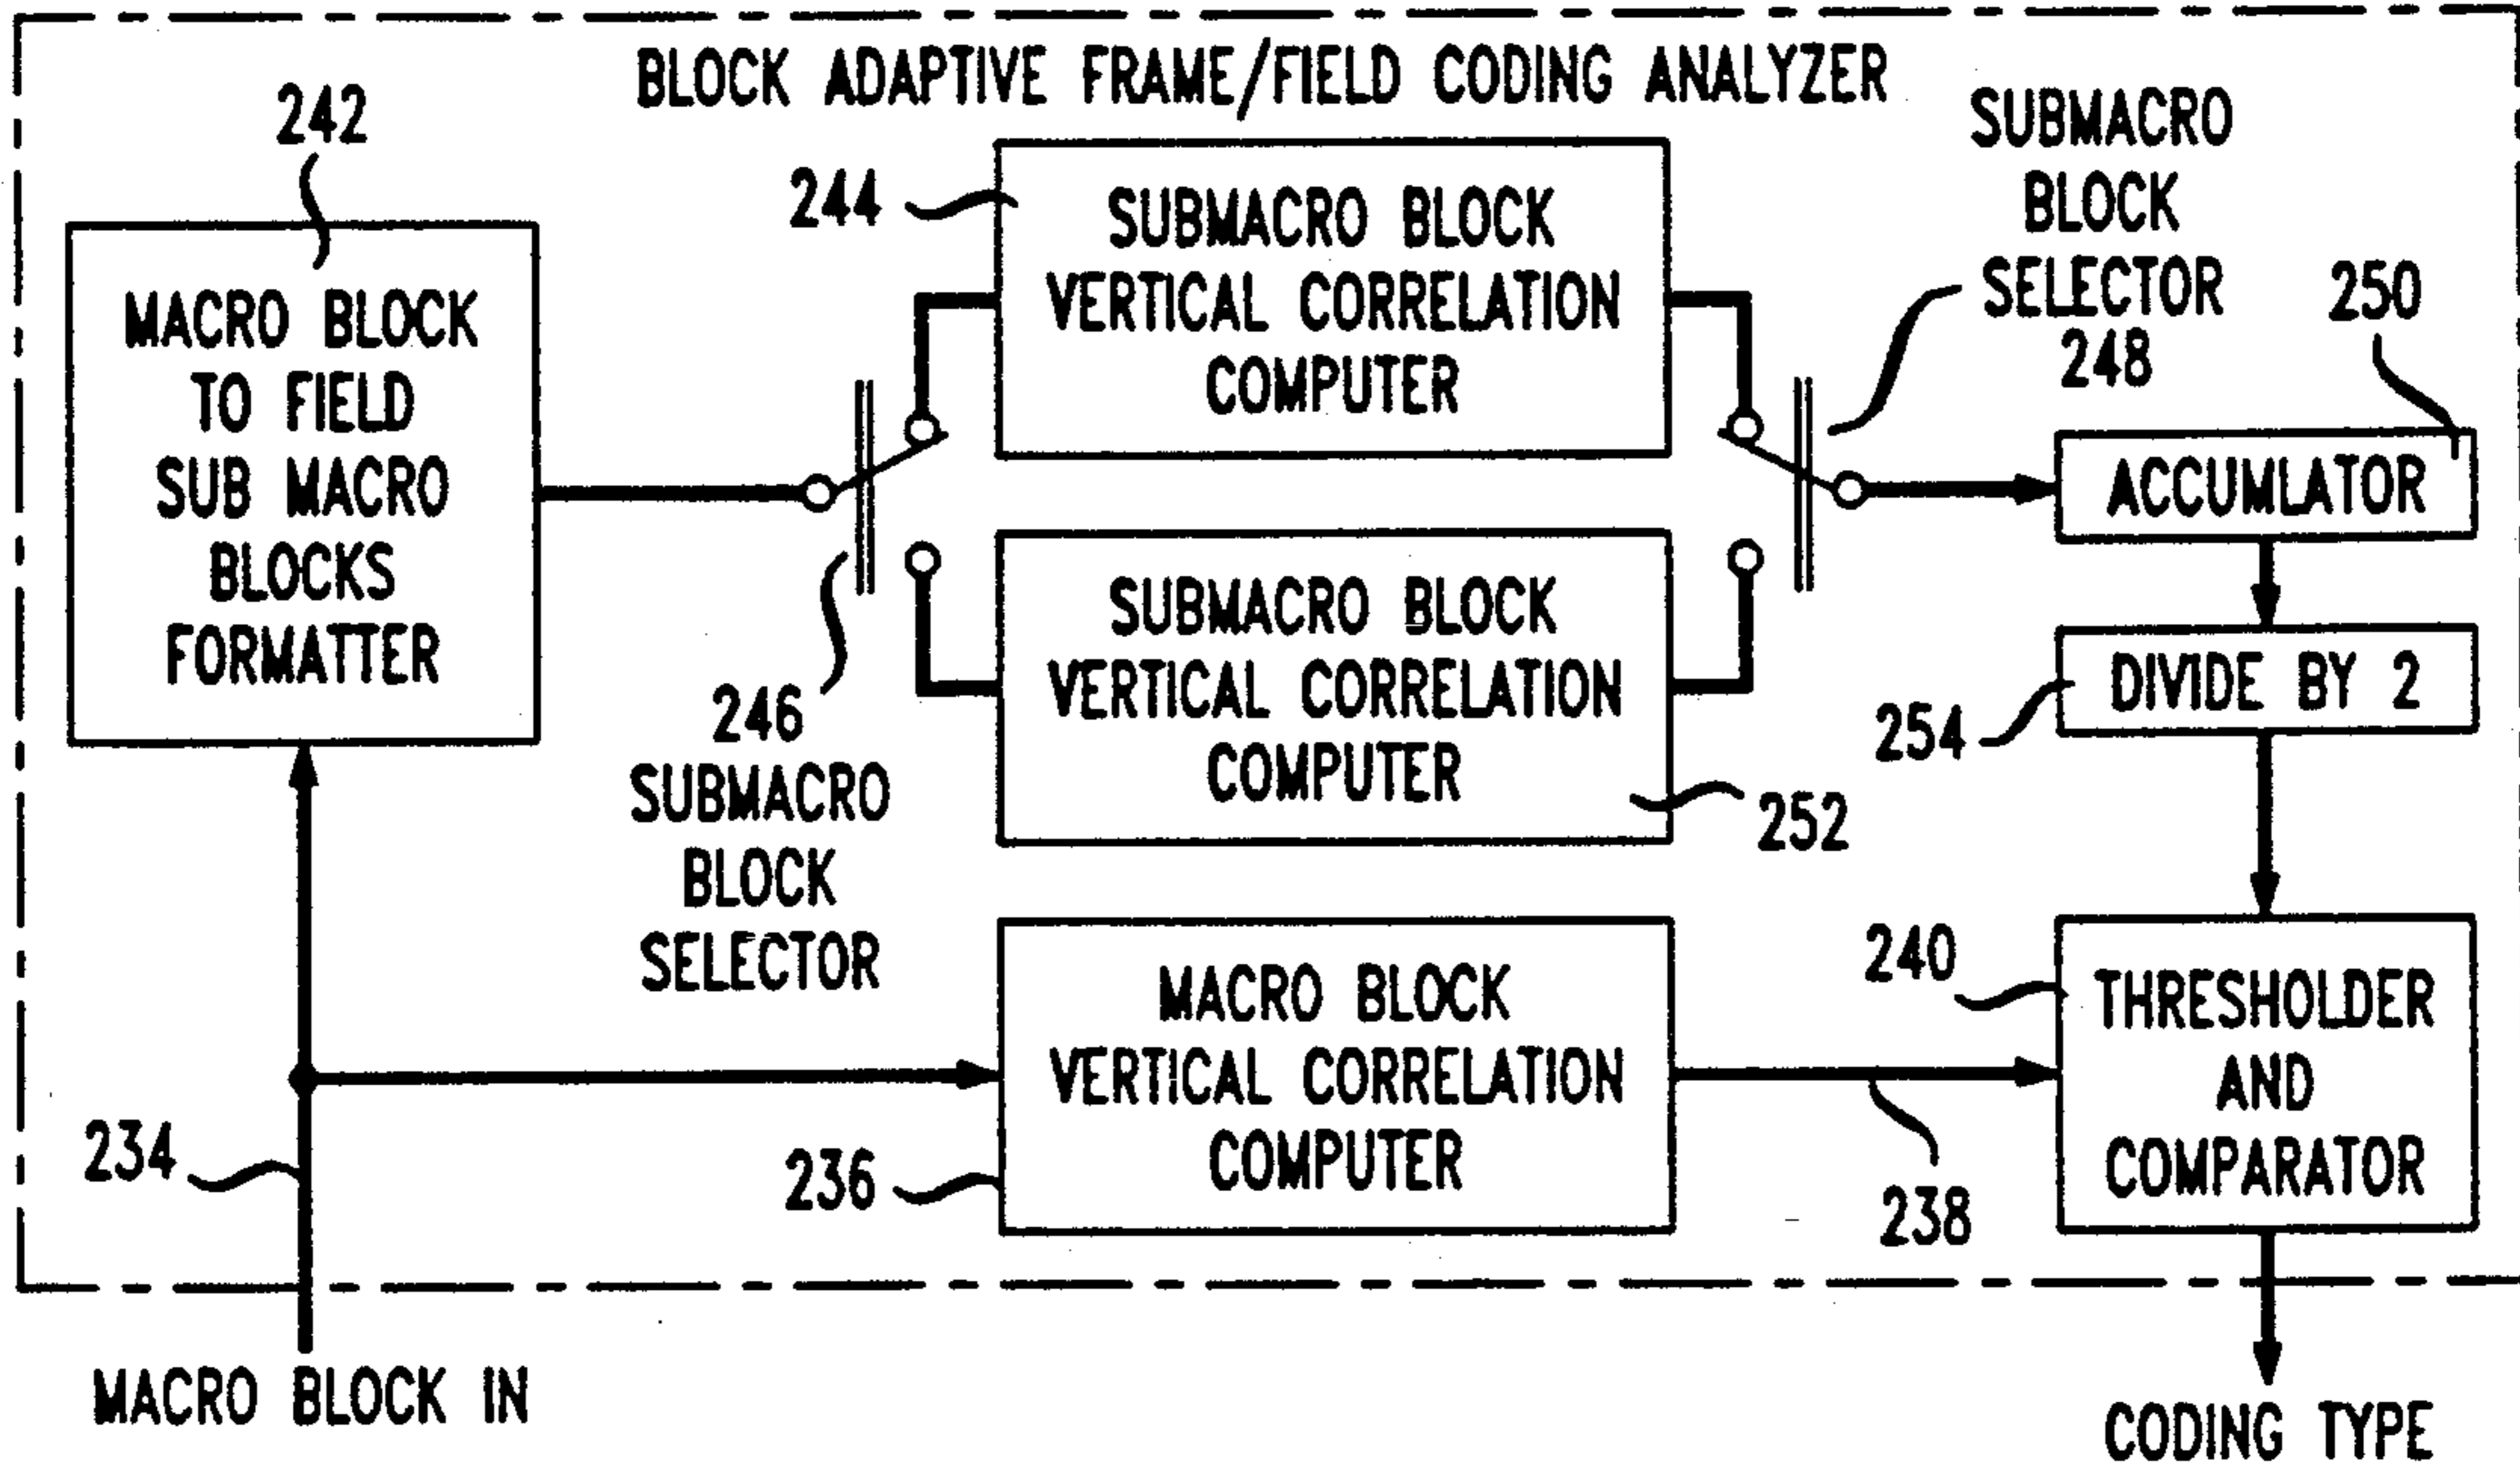 BLOCK ADAPTIVE FRAME/FIELD CODING ANALYZER
242
MACRO BLOCK
TO FIELD
SUB MACRO
BLOCKS
FORMATTER
244
SUBMACRO BLOCK
VERTICAL CORRELATION
COMPUTER
SUBMACRO
BLOCK
SELECTOR
248
250
ACCUMLATOR
246
SUBMACRO
BLOCK
SELECTOR
SUBMACRO BLOCK
VERTICAL CORRELATION
COMPUTER
252
254
DIVIDE BY 2
234
236
MACRO BLOCK
VERTICAL CORRELATION
COMPUTER
238
240
THRESHOLDER
AND
COMPARATOR
MACRO BLOCK IN
CODING TYPE